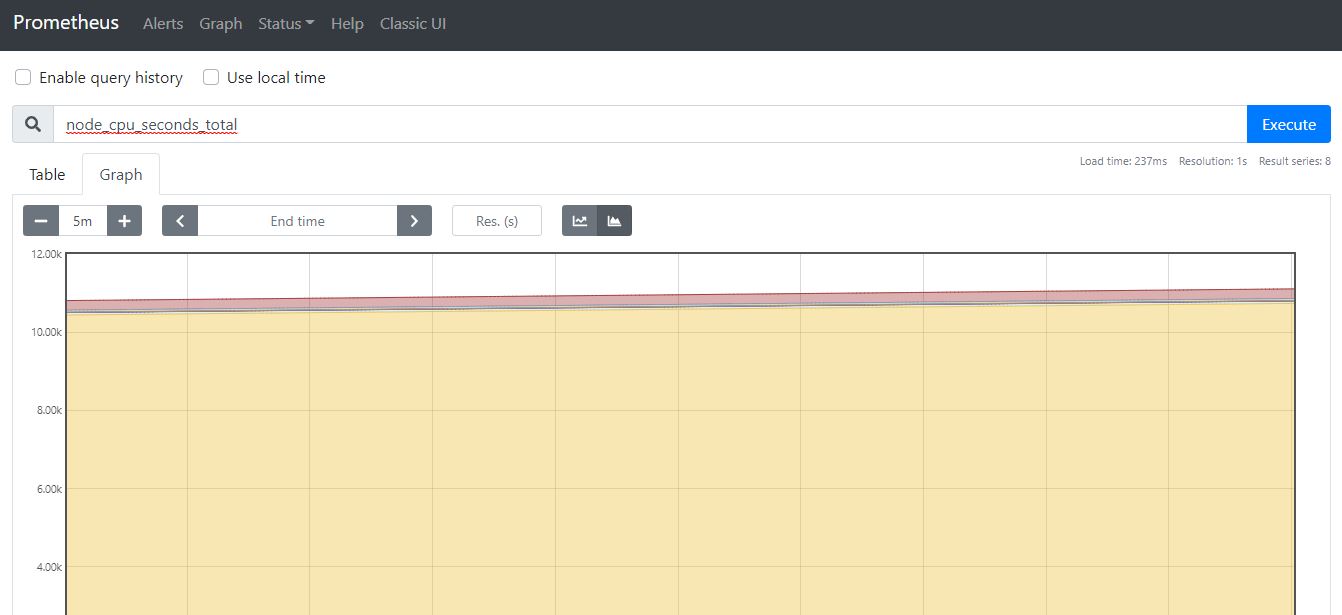 Prometheus Alerts Graph Status Help Classic UI
Enable query history Use local time
node_cpu_seconds_total Execute
Load time: 237ms Resolution: 1s Result series: 8
Table Graph
5m End time Res. (s)
12.00k
10.00k
8.00k
6.00k
4.00k